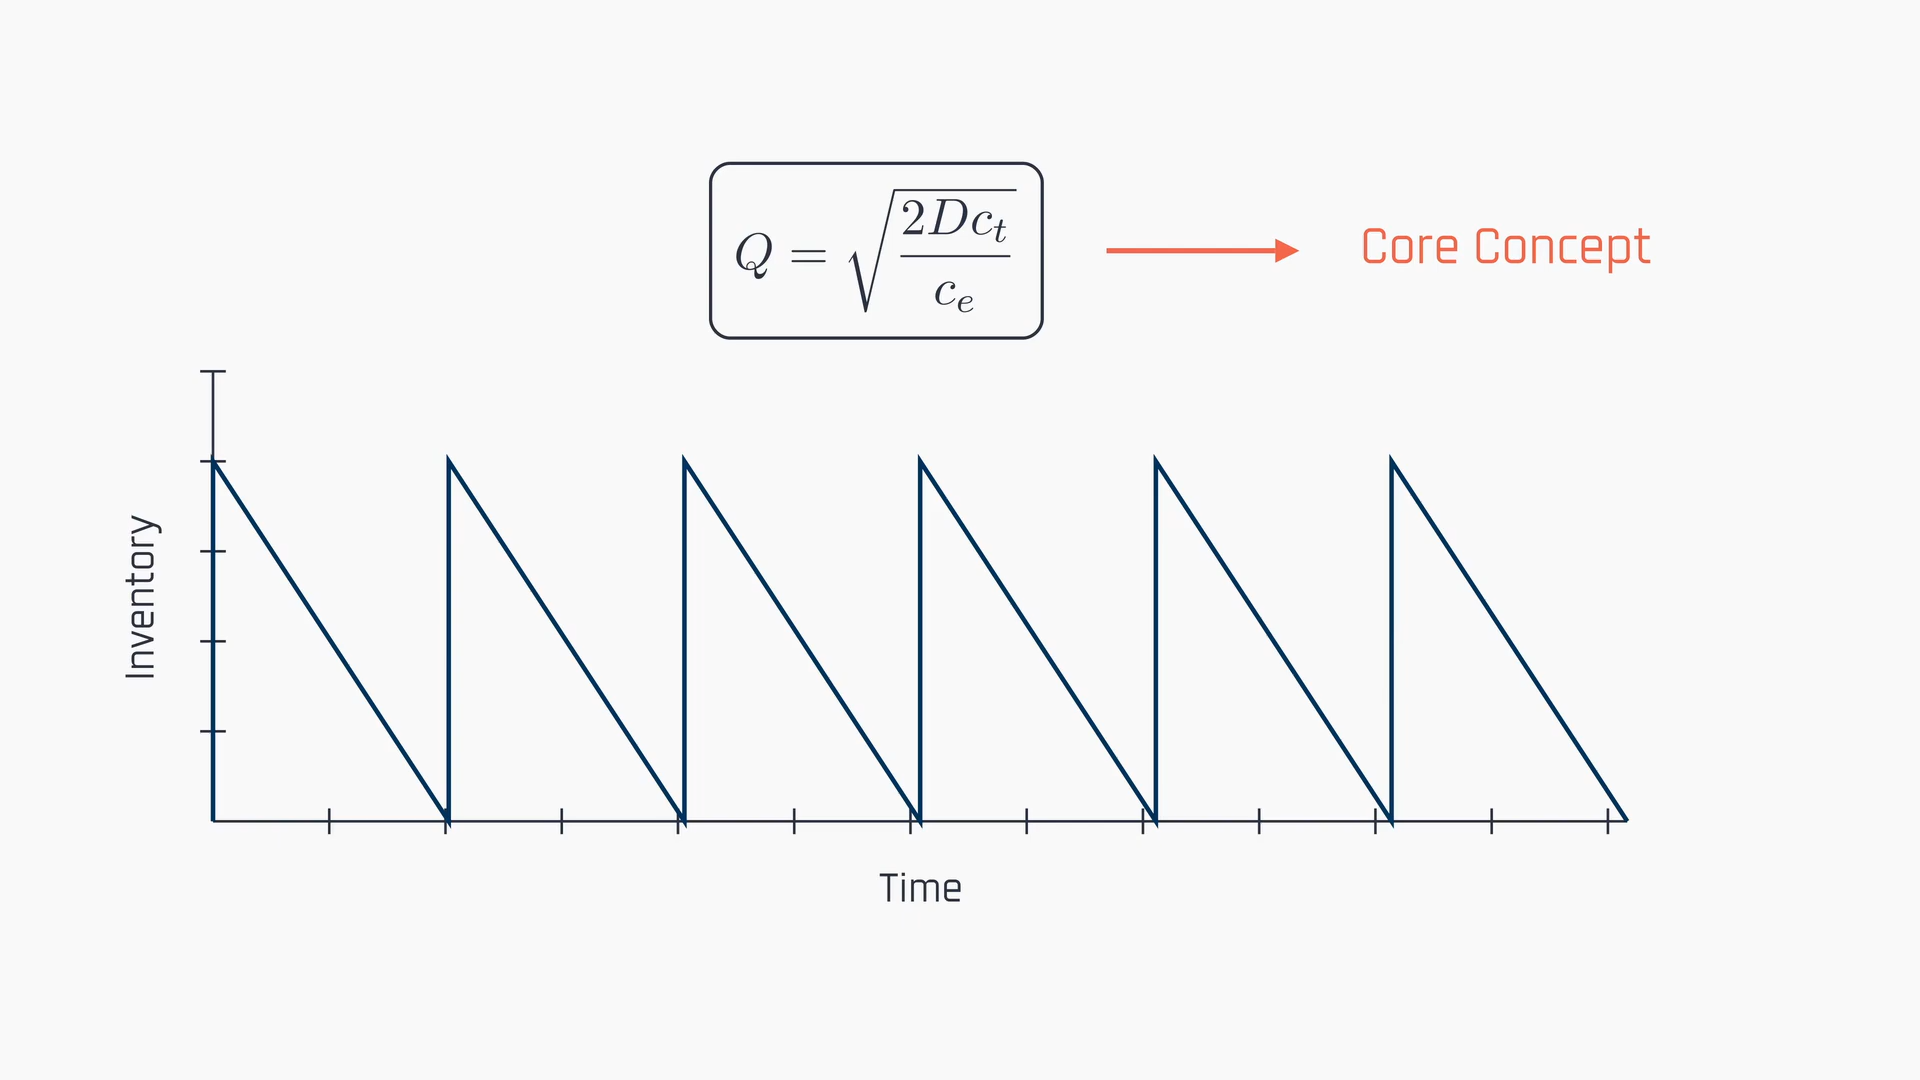 Q = √(2Dc_t / c_e)
Core Concept
Inventory
Time